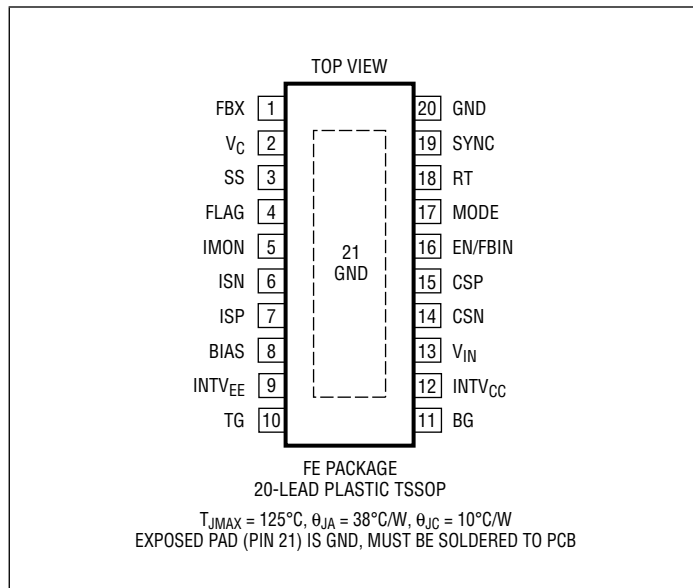 TOP VIEW
FBX 1 20 GND
VC 2 19 SYNC
SS 3 18 RT
FLAG 4 17 MODE
IMON 5 16 EN/FBIN
ISN 6 15 CSP
ISP 7 14 CSN
BIAS 8 13 VIN
INTVEE 9 12 INTVCC
TG 10 11 BG
21
GND
FE PACKAGE
20-LEAD PLASTIC TSSOP
TJMAX = 125°C, θJA = 38°C/W, θJC = 10°C/W
EXPOSED PAD (PIN 21) IS GND, MUST BE SOLDERED TO PCB